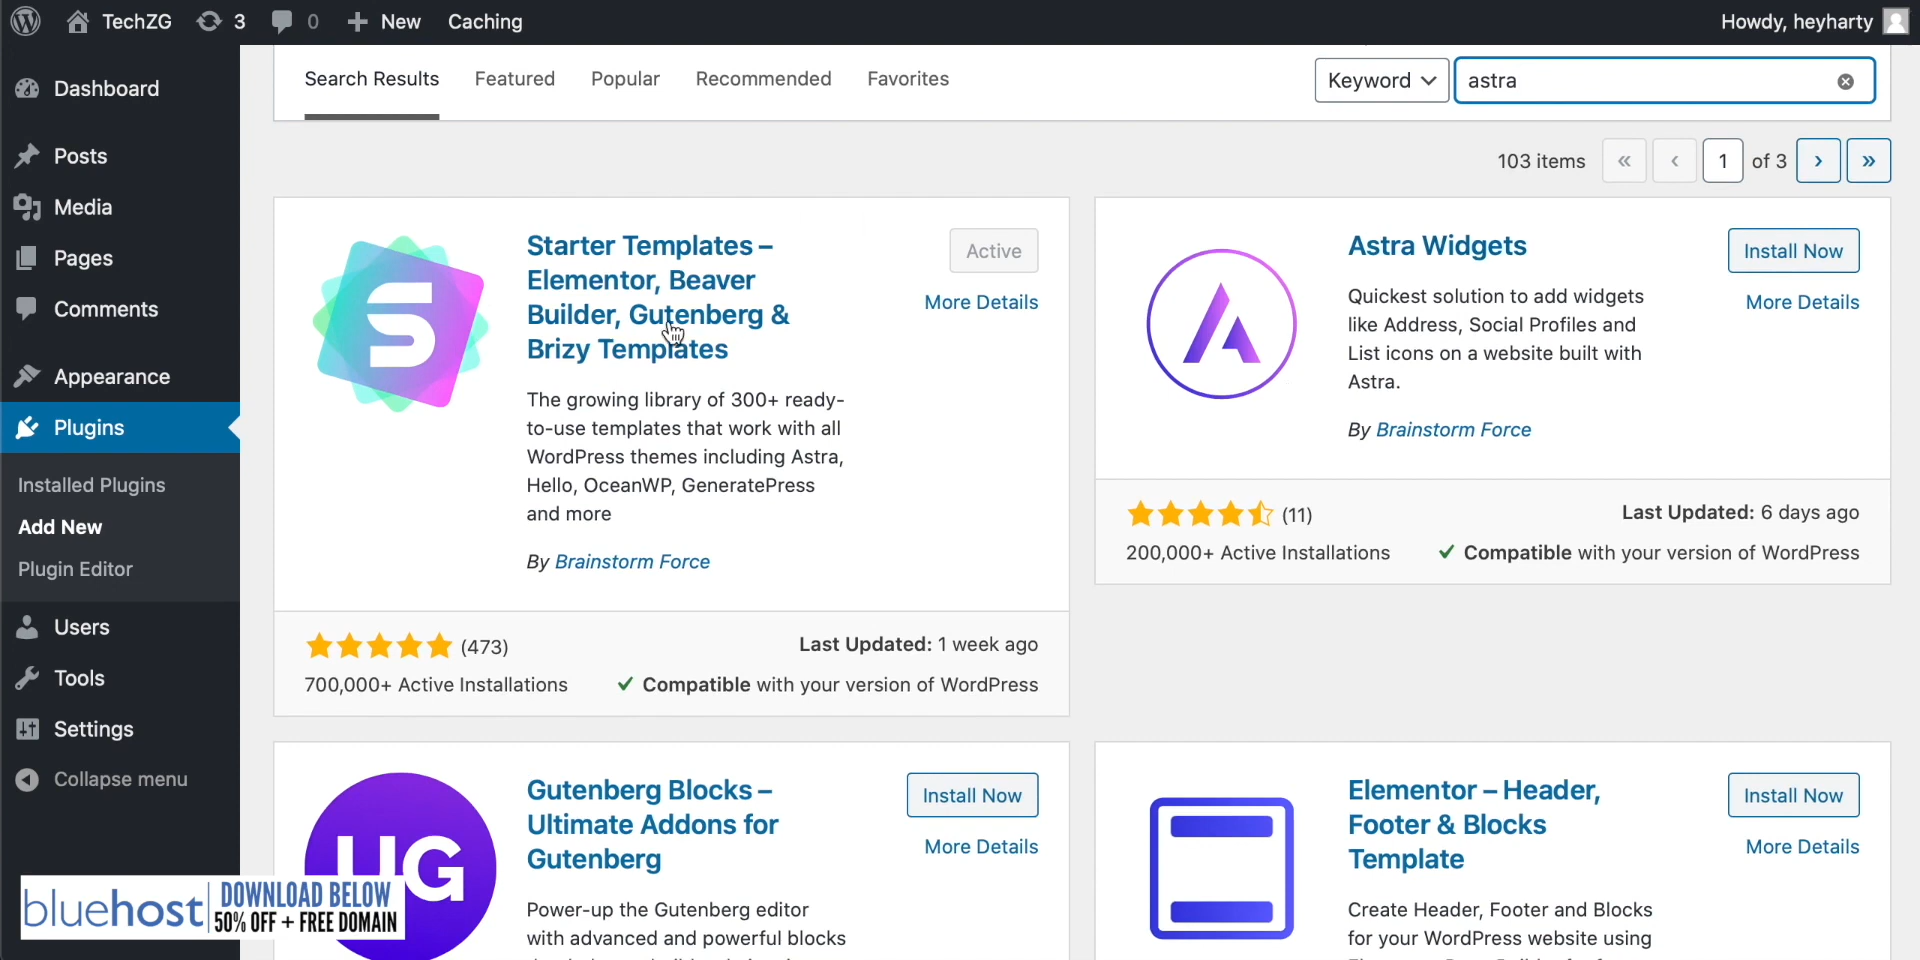 TechZG 3 0 New Caching Howdy, heyharty
Dashboard
Posts
Media
Pages
Comments
Appearance
Plugins
Installed Plugins
Add New
Plugin Editor
Users
Tools
Settings
Collapse menu
Search Results Featured Popular Recommended Favorites Keyword astra
103 items « ‹ 1 of 3 › »
Starter Templates –
Elementor, Beaver
Builder, Gutenberg &
Brizy Templates
Active
More Details
The growing library of 300+ ready-
to-use templates that work with all
WordPress themes including Astra,
Hello, OceanWP, GeneratePress
and more
By Brainstorm Force
(473)
Last Updated: 1 week ago
700,000+ Active Installations
Compatible with your version of WordPress
Astra Widgets
Install Now
More Details
Quickest solution to add widgets
like Address, Social Profiles and
List icons on a website built with
Astra.
By Brainstorm Force
(11)
Last Updated: 6 days ago
200,000+ Active Installations
Compatible with your version of WordPress
UG
Gutenberg Blocks –
Ultimate Addons for
Gutenberg
Install Now
More Details
Power-up the Gutenberg editor
with advanced and powerful blocks
Elementor – Header,
Footer & Blocks
Template
Install Now
More Details
Create Header, Footer and Blocks
for your WordPress website using
bluehost
DOWNLOAD BELOW
50% OFF + FREE DOMAIN